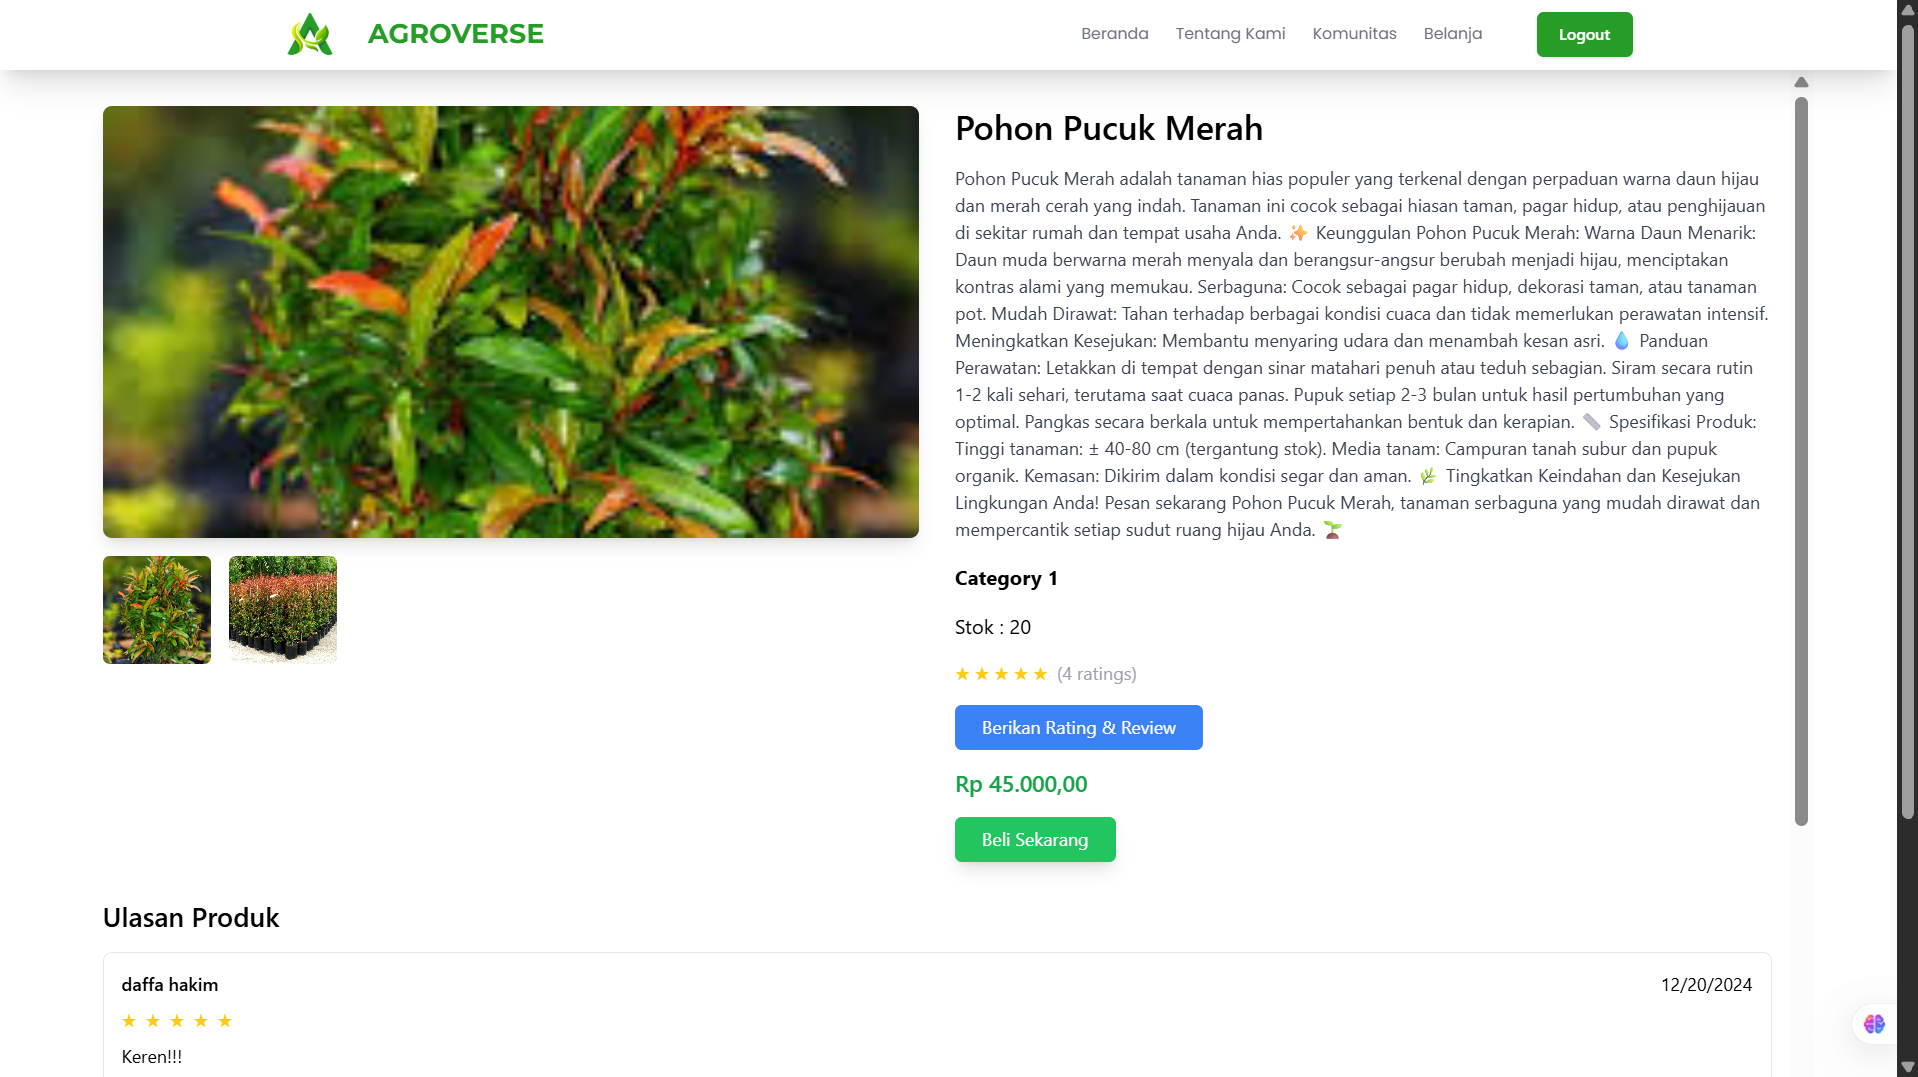 AGROVERSE
Beranda
Tentang Kami
Komunitas
Belanja
Logout
Pohon Pucuk Merah
Pohon Pucuk Merah adalah tanaman hias populer yang terkenal dengan perpaduan warna daun hijau
dan merah cerah yang indah. Tanaman ini cocok sebagai hiasan taman, pagar hidup, atau penghijauan
di sekitar rumah dan tempat usaha Anda. ✨ Keunggulan Pohon Pucuk Merah: Warna Daun Menarik:
Daun muda berwarna merah menyala dan berangsur-angsur berubah menjadi hijau, menciptakan
kontras alami yang memukau. Serbaguna: Cocok sebagai pagar hidup, dekorasi taman, atau tanaman
pot. Mudah Dirawat: Tahan terhadap berbagai kondisi cuaca dan tidak memerlukan perawatan intensif.
Meningkatkan Kesejukan: Membantu menyaring udara dan menambah kesan asri. 💧 Panduan
Perawatan: Letakkan di tempat dengan sinar matahari penuh atau teduh sebagian. Siram secara rutin
1-2 kali sehari, terutama saat cuaca panas. Pupuk setiap 2-3 bulan untuk hasil pertumbuhan yang
optimal. Pangkas secara berkala untuk mempertahankan bentuk dan kerapian. 📏 Spesifikasi Produk:
Tinggi tanaman: ± 40-80 cm (tergantung stok). Media tanam: Campuran tanah subur dan pupuk
organik. Kemasan: Dikirim dalam kondisi segar dan aman. 🌿 Tingkatkan Keindahan dan Kesejukan
Lingkungan Anda! Pesan sekarang Pohon Pucuk Merah, tanaman serbaguna yang mudah dirawat dan
mempercantik setiap sudut ruang hijau Anda. 🌱
Category 1
Stok : 20
★★★★★ (4 ratings)
Berikan Rating & Review
Rp 45.000,00
Beli Sekarang
Ulasan Produk
daffa hakim
12/20/2024
★★★★★
Keren!!!